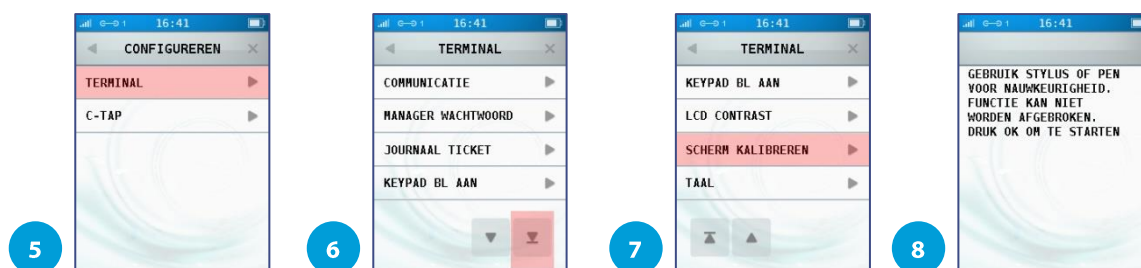 16:41
CONFIGUREREN
TERMINAL
C-TAP
5
16:41
TERMINAL
COMMUNICATIE
MANAGER WACHTWOORD
JOURNAAL TICKET
KEYPAD BL AAN
6
16:41
TERMINAL
KEYPAD BL AAN
LCD CONTRAST
SCHERM KALIBREREN
TAAL
7
16:41
GEBRUIK STYLUS OF PEN
VOOR NAUWKEURIGHEID.
FUNCTIE KAN NIET
WORDEN AFGEBROKEN.
DRUK OK OM TE STARTEN
8